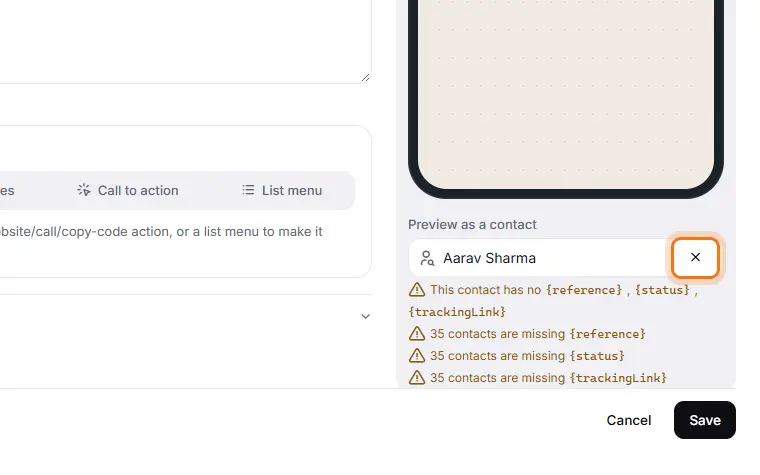 es
Call to action
List menu
bsite/call/copy-code action, or a list menu to make it
Preview as a contact
Aarav Sharma
This contact has no {reference} , {status} ,
{trackingLink}
35 contacts are missing {reference}
35 contacts are missing {status}
35 contacts are missing {trackingLink}
Cancel
Save